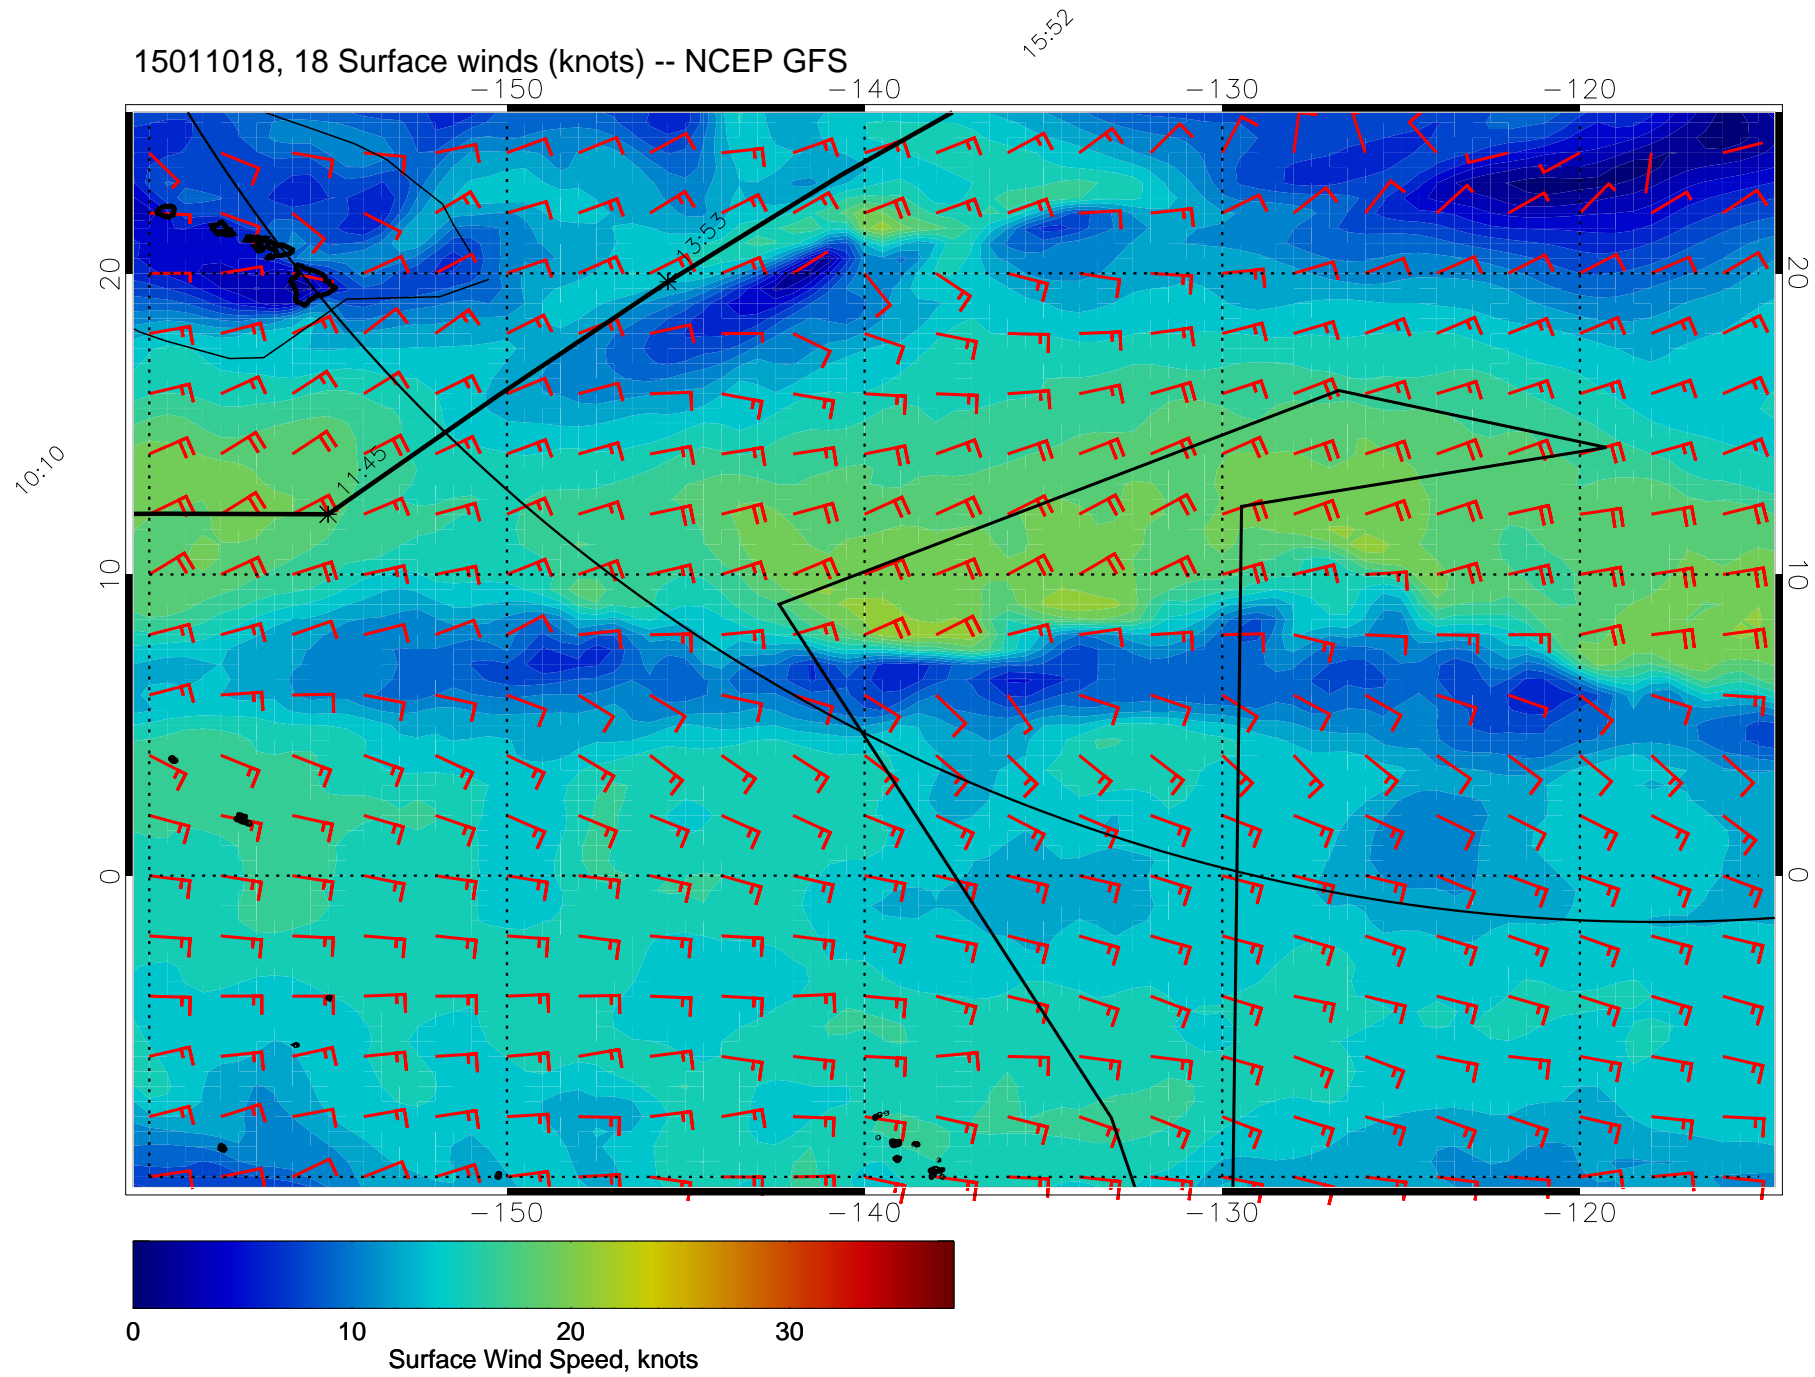 15:52
15011018, 18 Surface winds (knots) -- NCEP GFS
-150 -140 -130 -120
13:53
20 20
10:10
11:45
10 10
0 0
-150 -140 -130 -120
0 10 20 30
Surface Wind Speed, knots